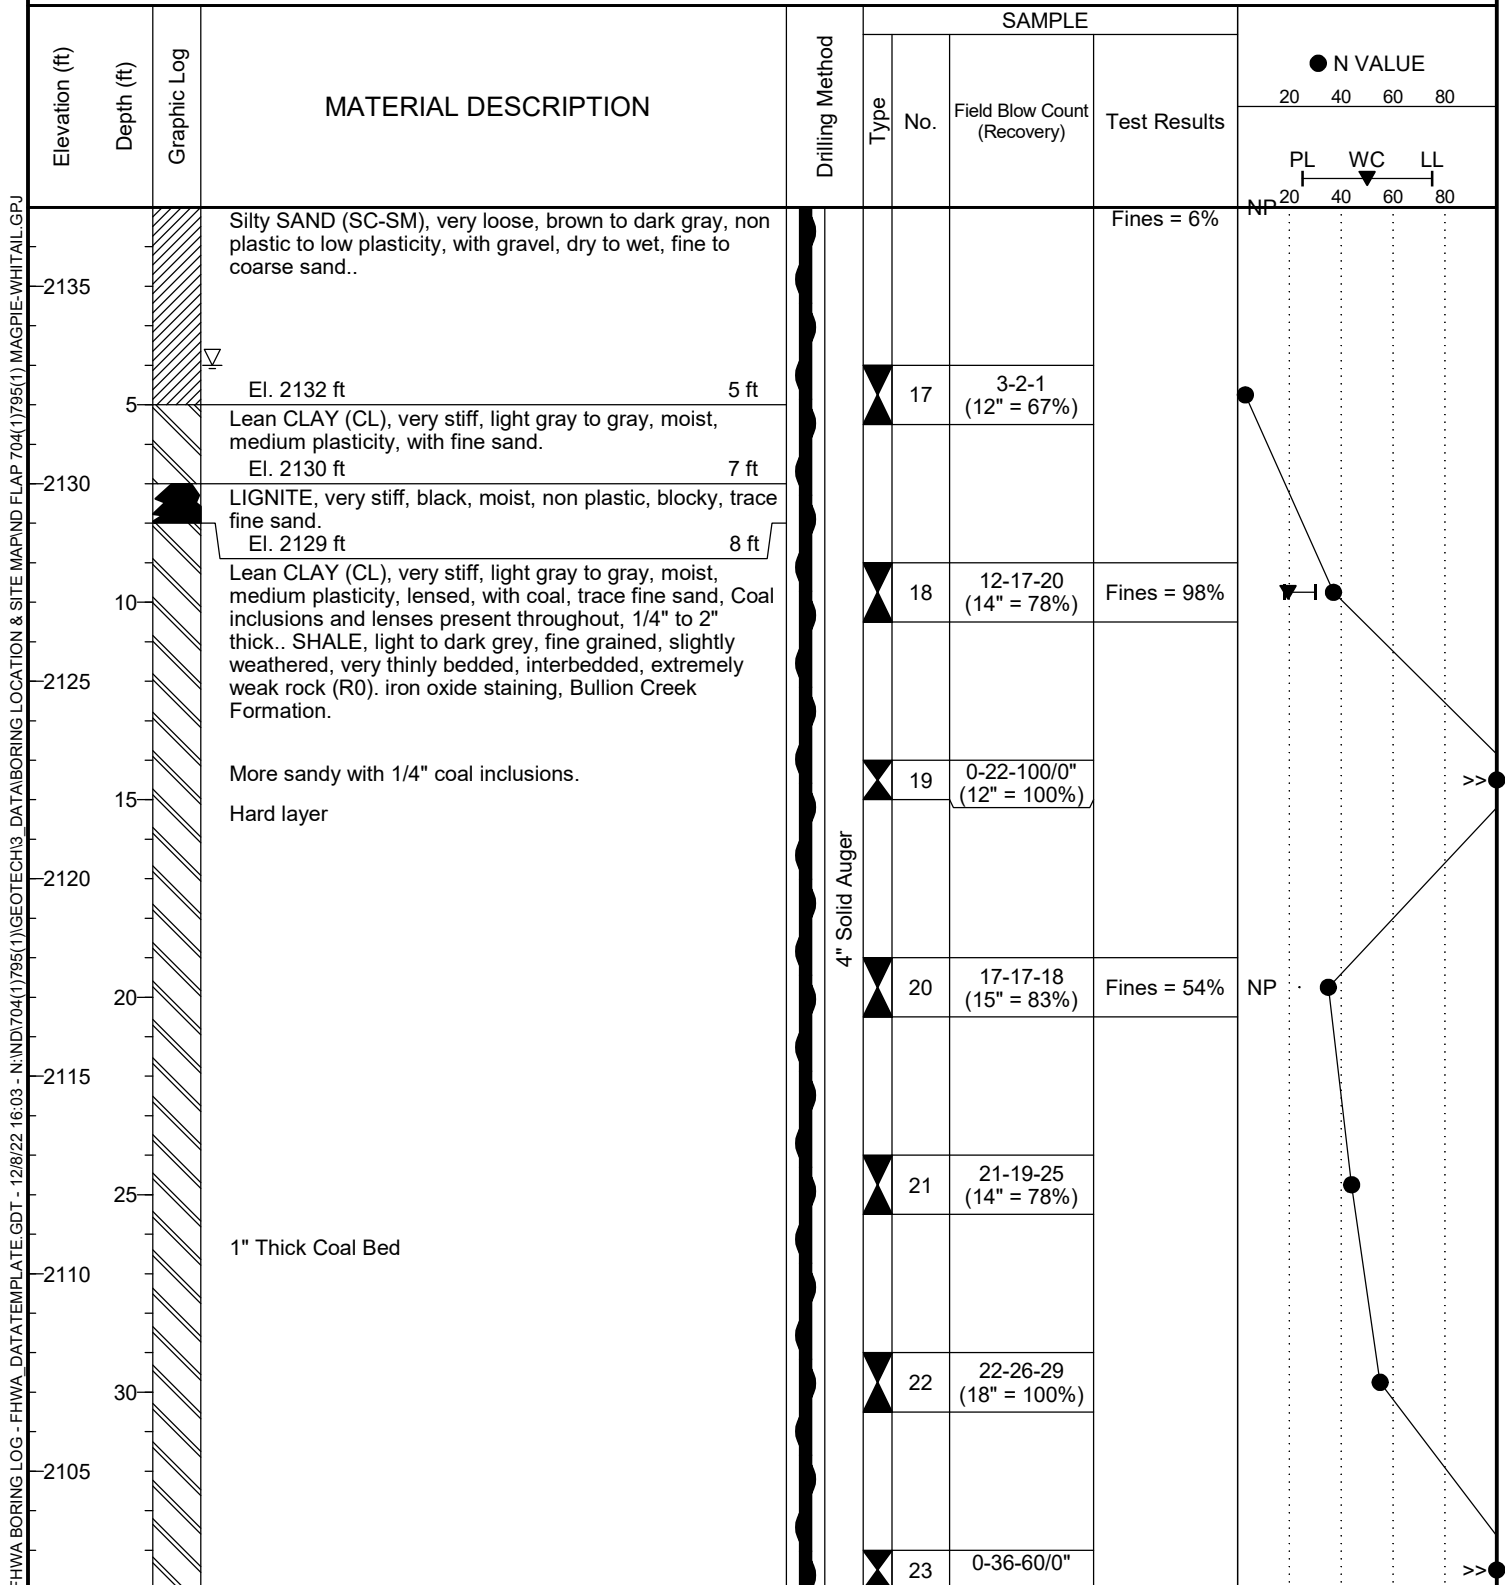 SAMPLE
Elevation (ft)
Depth (ft)
Graphic Log
MATERIAL DESCRIPTION
Drilling Method
Type
No.
Field Blow Count
(Recovery)
Test Results
N VALUE
20 40 60 80
PL WC LL
20 40 60 80
NP
Silty SAND (SC-SM), very loose, brown to dark gray, non
plastic to low plasticity, with gravel, dry to wet, fine to
coarse sand..
Fines = 6%
2135
El. 2132 ft 5 ft
5
17
3-2-1
(12" = 67%)
Lean CLAY (CL), very stiff, light gray to gray, moist,
medium plasticity, with fine sand.
El. 2130 ft 7 ft
2130
LIGNITE, very stiff, black, moist, non plastic, blocky, trace
fine sand.
El. 2129 ft 8 ft
Lean CLAY (CL), very stiff, light gray to gray, moist,
medium plasticity, lensed, with coal, trace fine sand, Coal
inclusions and lenses present throughout, 1/4" to 2"
thick.. SHALE, light to dark grey, fine grained, slightly
weathered, very thinly bedded, interbedded, extremely
weak rock (R0). iron oxide staining, Bullion Creek
Formation.
10
18
12-17-20
(14" = 78%)
Fines = 98%
2125
More sandy with 1/4" coal inclusions.
15
19
0-22-100/0"
(12" = 100%)
>>
Hard layer
4" Solid Auger
2120
20
20
17-17-18
(15" = 83%)
Fines = 54%
NP
2115
25
21
21-19-25
(14" = 78%)
1" Thick Coal Bed
2110
30
22
22-26-29
(18" = 100%)
2105
23
0-36-60/0"
>>
FHWA BORING LOG - FHWA_DATATEMPLATE.GDT - 12/8/22 16:03 - N:\ND\704(1)795(1)\GEOTECH\3_DATA\BORING LOCATION & SITE MAP\ND FLAP 704(1)795(1) MAGPIE-WHITAIL.GPJ